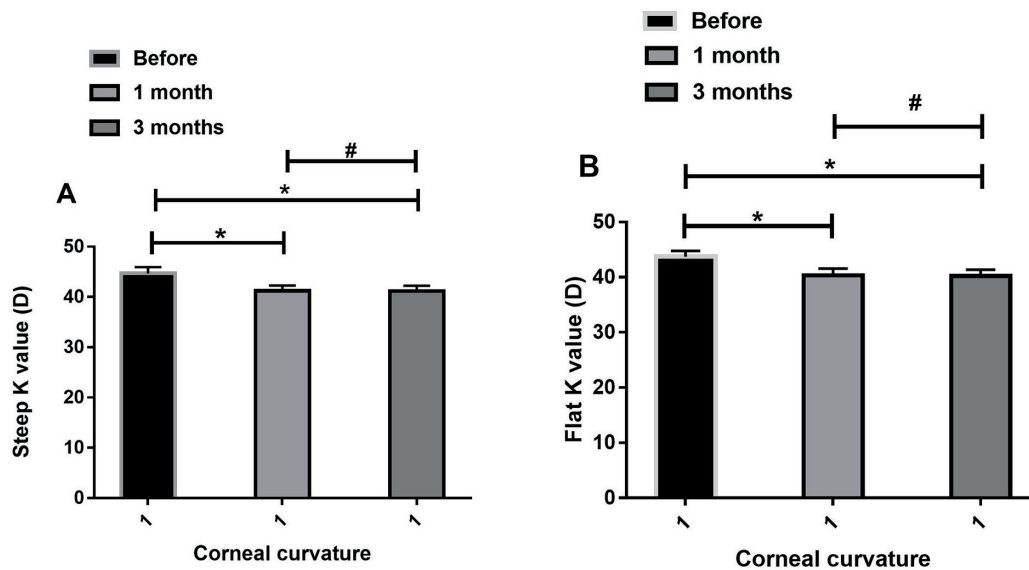 Before
1 month
3 months
#
*
A
*
50
40
30
20
10
0
Steep K value (D)
1 1 1
Corneal curvature
Before
1 month
3 months
#
B
*
*
50
40
30
20
10
0
Flat K value (D)
1 1 1
Corneal curvature